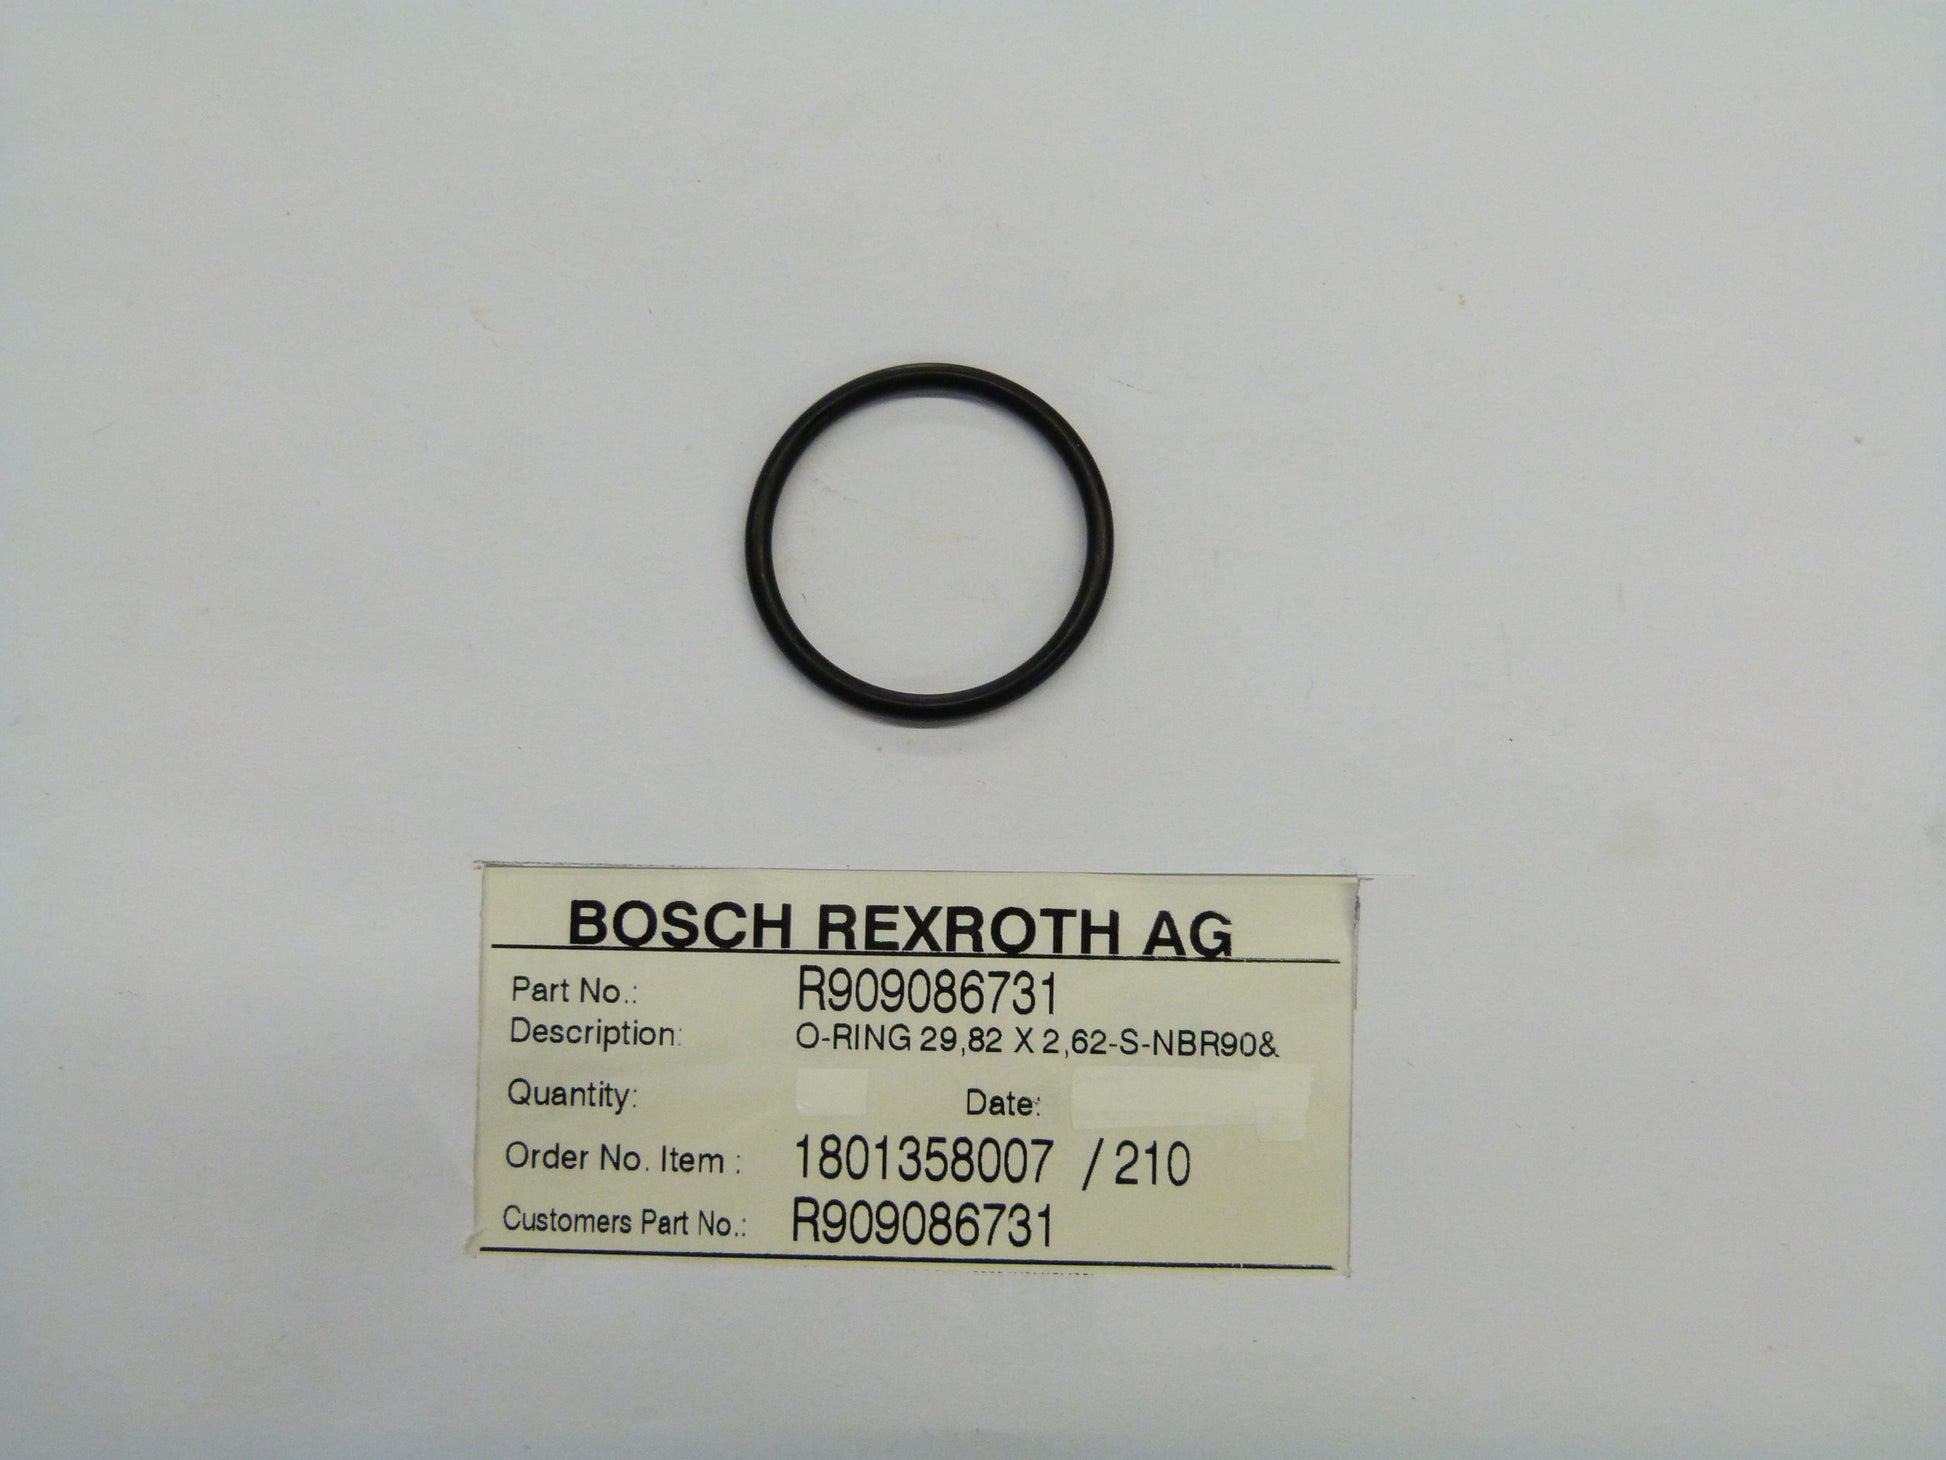 BOSCH REXROTH AG
Part No.: R909086731
Description: O-RING 29,82 X 2,62-S-NBR90&
Quantity: Date:
Order No. Item : 1801358007 / 210
Customers Part No.: R909086731